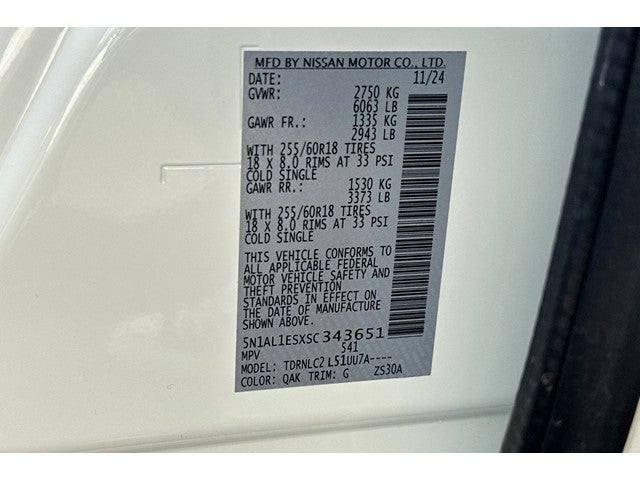 MFD BY NISSAN MOTOR CO., LTD.
DATE: 11/24
GVWR: 2750 KG
6063 LB
GAWR FR.: 1335 KG
2943 LB
WITH 255/60R18 TIRES
18 X 8.0 RIMS AT 33 PSI
COLD SINGLE
GAWR RR.: 1530 KG
3373 LB
WITH 255/60R18 TIRES
18 X 8.0 RIMS AT 33 PSI
COLD SINGLE
THIS VEHICLE CONFORMS TO
ALL APPLICABLE FEDERAL
MOTOR VEHICLE SAFETY AND
THEFT PREVENTION
STANDARDS IN EFFECT ON
THE DATE OF MANUFACTURE
SHOWN ABOVE.
5N1AL1ESXSC343651
MPV 541
MODEL: TDRNLC2 L51UU7A----
COLOR: QAK TRIM: G ZS30A